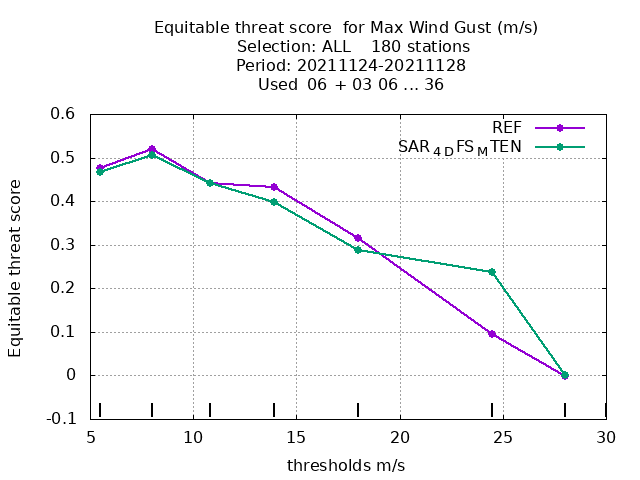 Equitable threat score  for Max Wind Gust (m/s)
Selection: ALL    180 stations
Period: 20211124-20211128
Used  06 + 03 06 ... 36
REF
SAR4DFSMTEN
0.6
0.5
0.4
0.3
0.2
0.1
0
-0.1
Equitable threat score
5 10 15 20 25 30
thresholds m/s